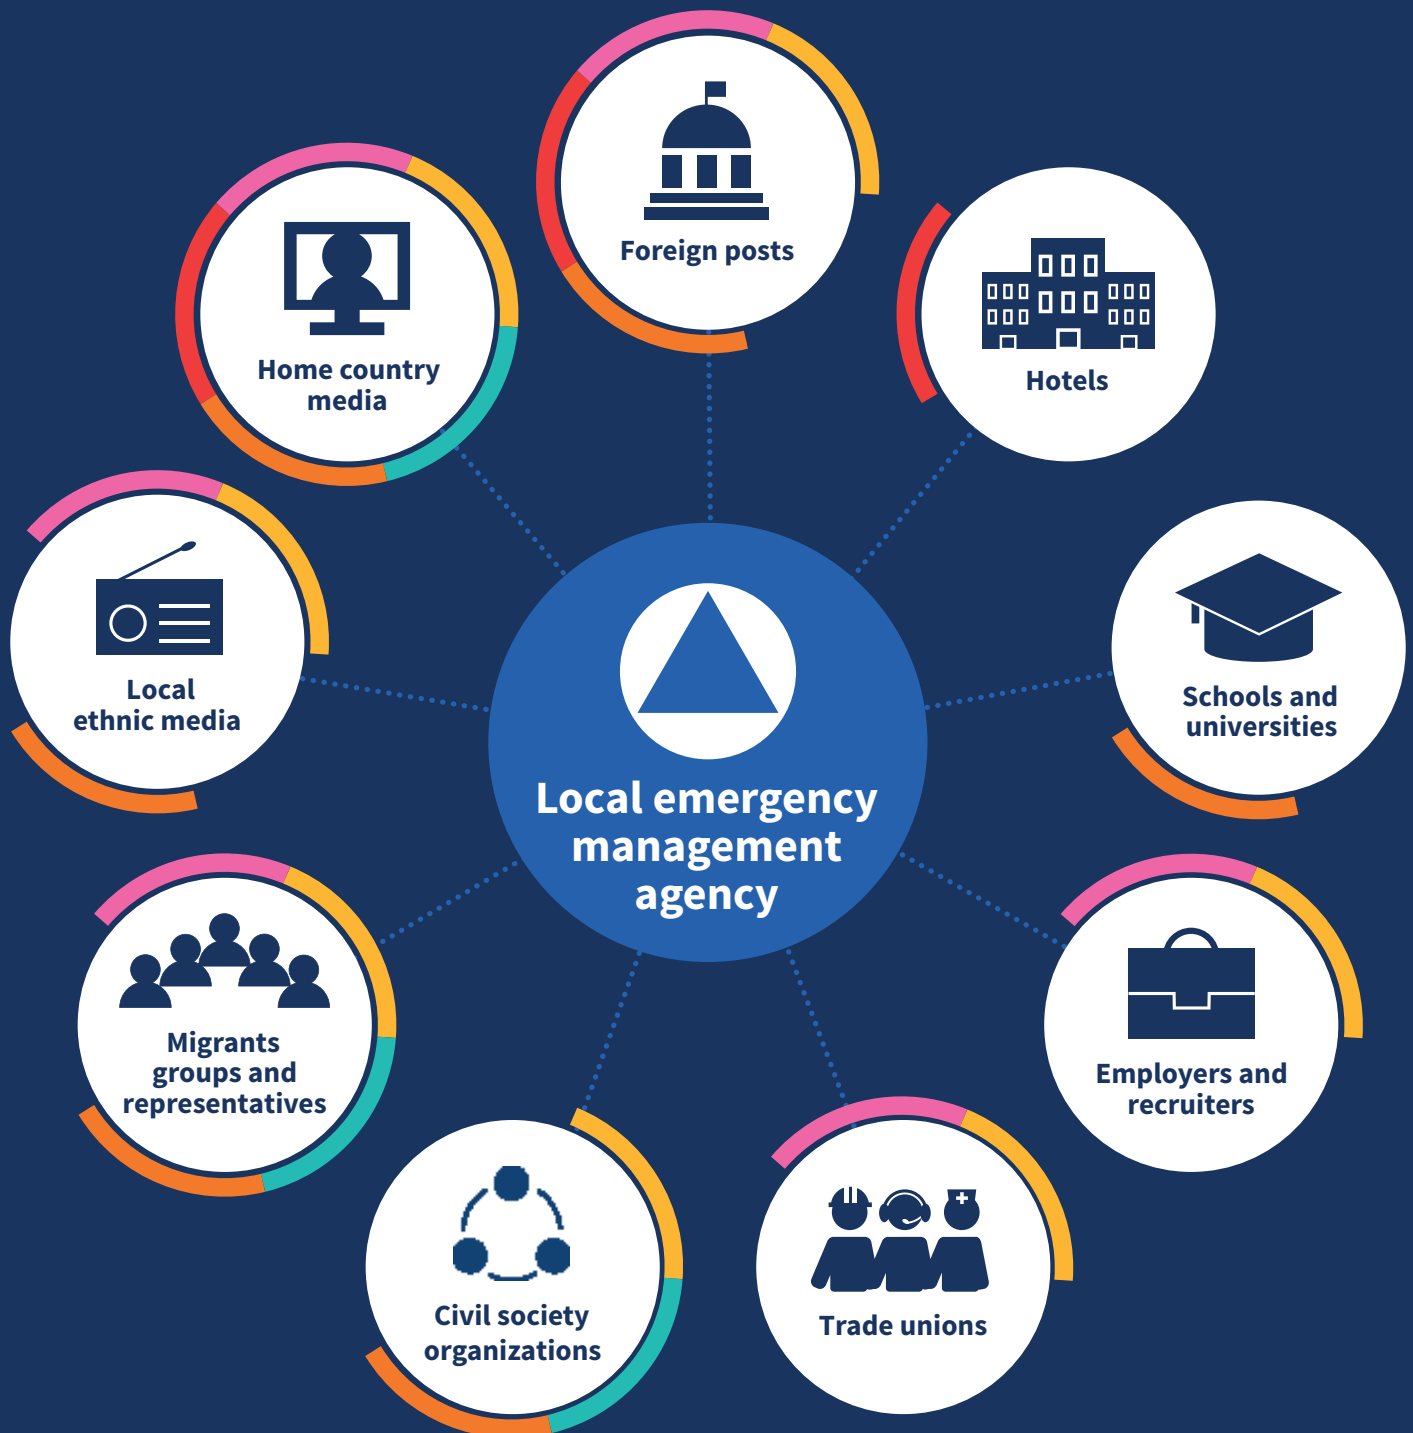 Foreign posts
Home country
media
Hotels
Local
ethnic media
Schools and
universities
Local emergency
management
agency
Migrants
groups and
representatives
Employers and
recruiters
Civil society
organizations
Trade unions